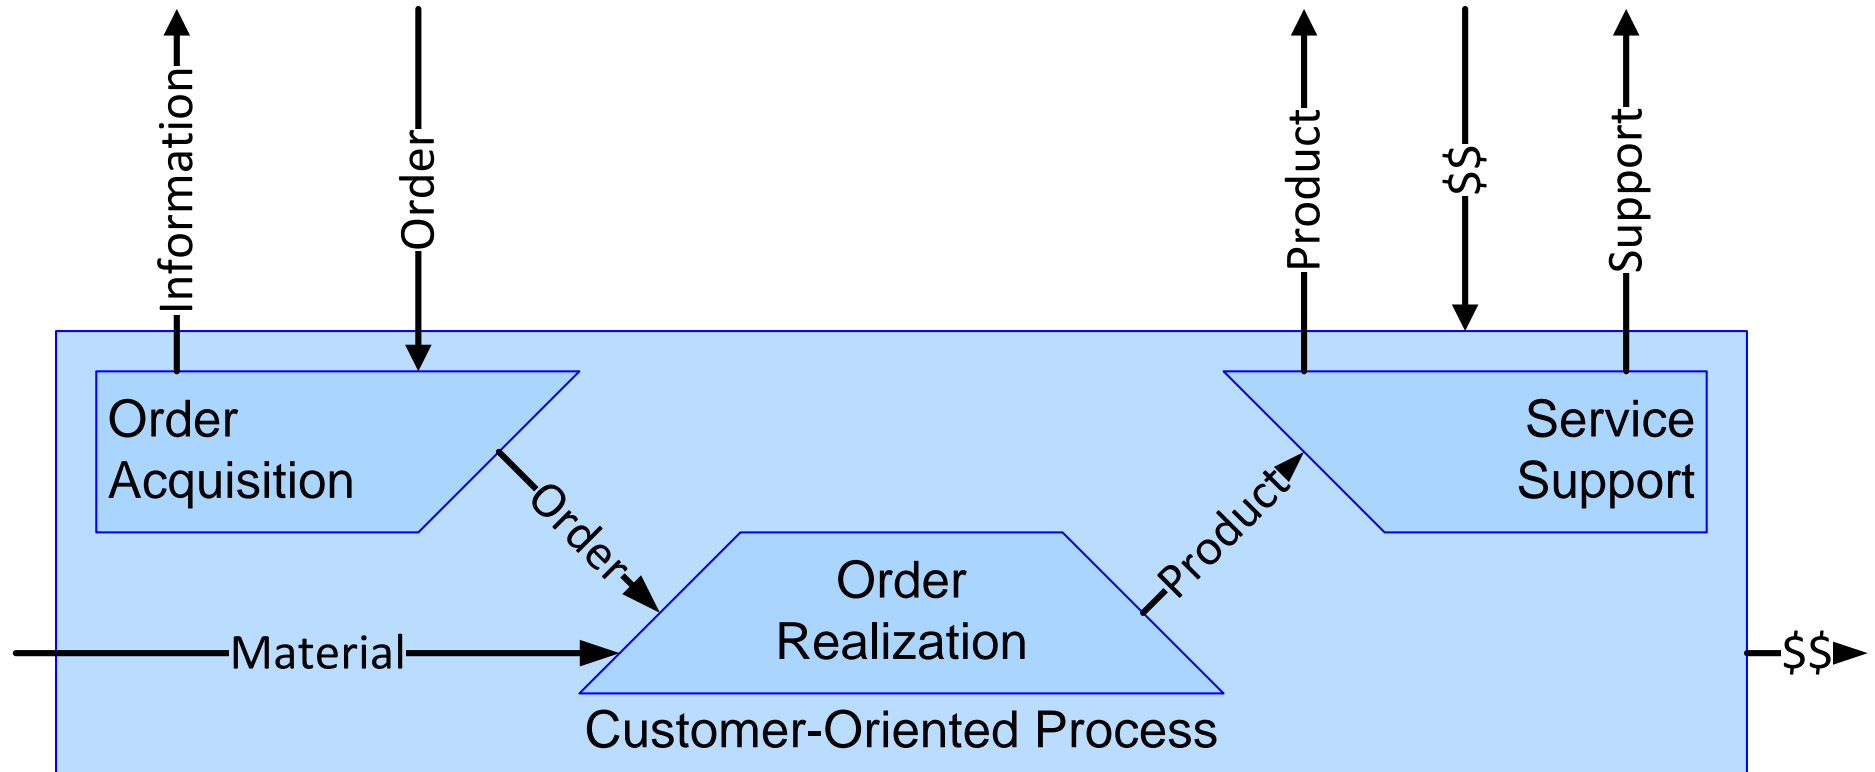 Information
Order
Product
$$
Support
Order
Acquisition
Service
Support
Order
Product
Order
Realization
Material
$$
Customer-Oriented Process